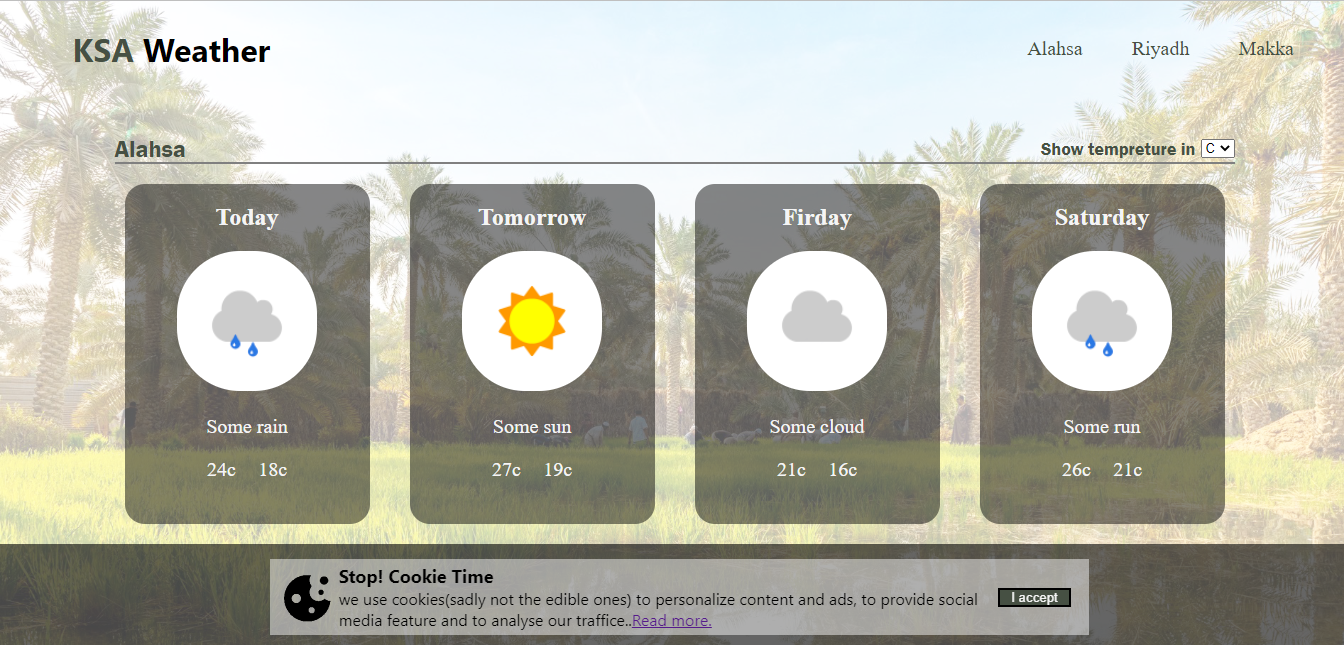 KSA Weather
Alahsa Riyadh Makka
Alahsa
Show tempreture in C
Today
Some rain
24c 18c
Tomorrow
Some sun
27c 19c
Firday
Some cloud
21c 16c
Saturday
Some run
26c 21c
Stop! Cookie Time
we use cookies(sadly not the edible ones) to personalize content and ads, to provide social
media feature and to analyse our traffice..Read more.
I accept